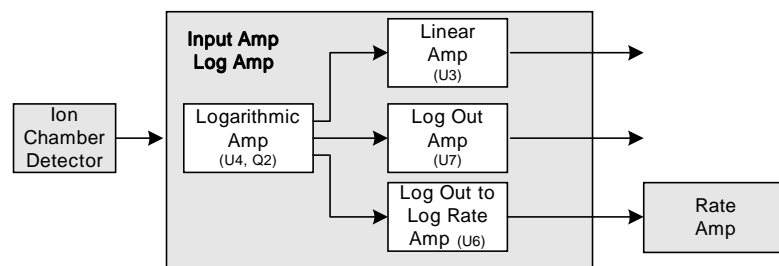 Input Amp
Log Amp
Linear
Amp
(U3)
Ion
Chamber
Detector
Logarithmic
Amp
(U4, Q2)
Log Out
Amp
(U7)
Log Out to
Log Rate
Amp (U6)
Rate
Amp